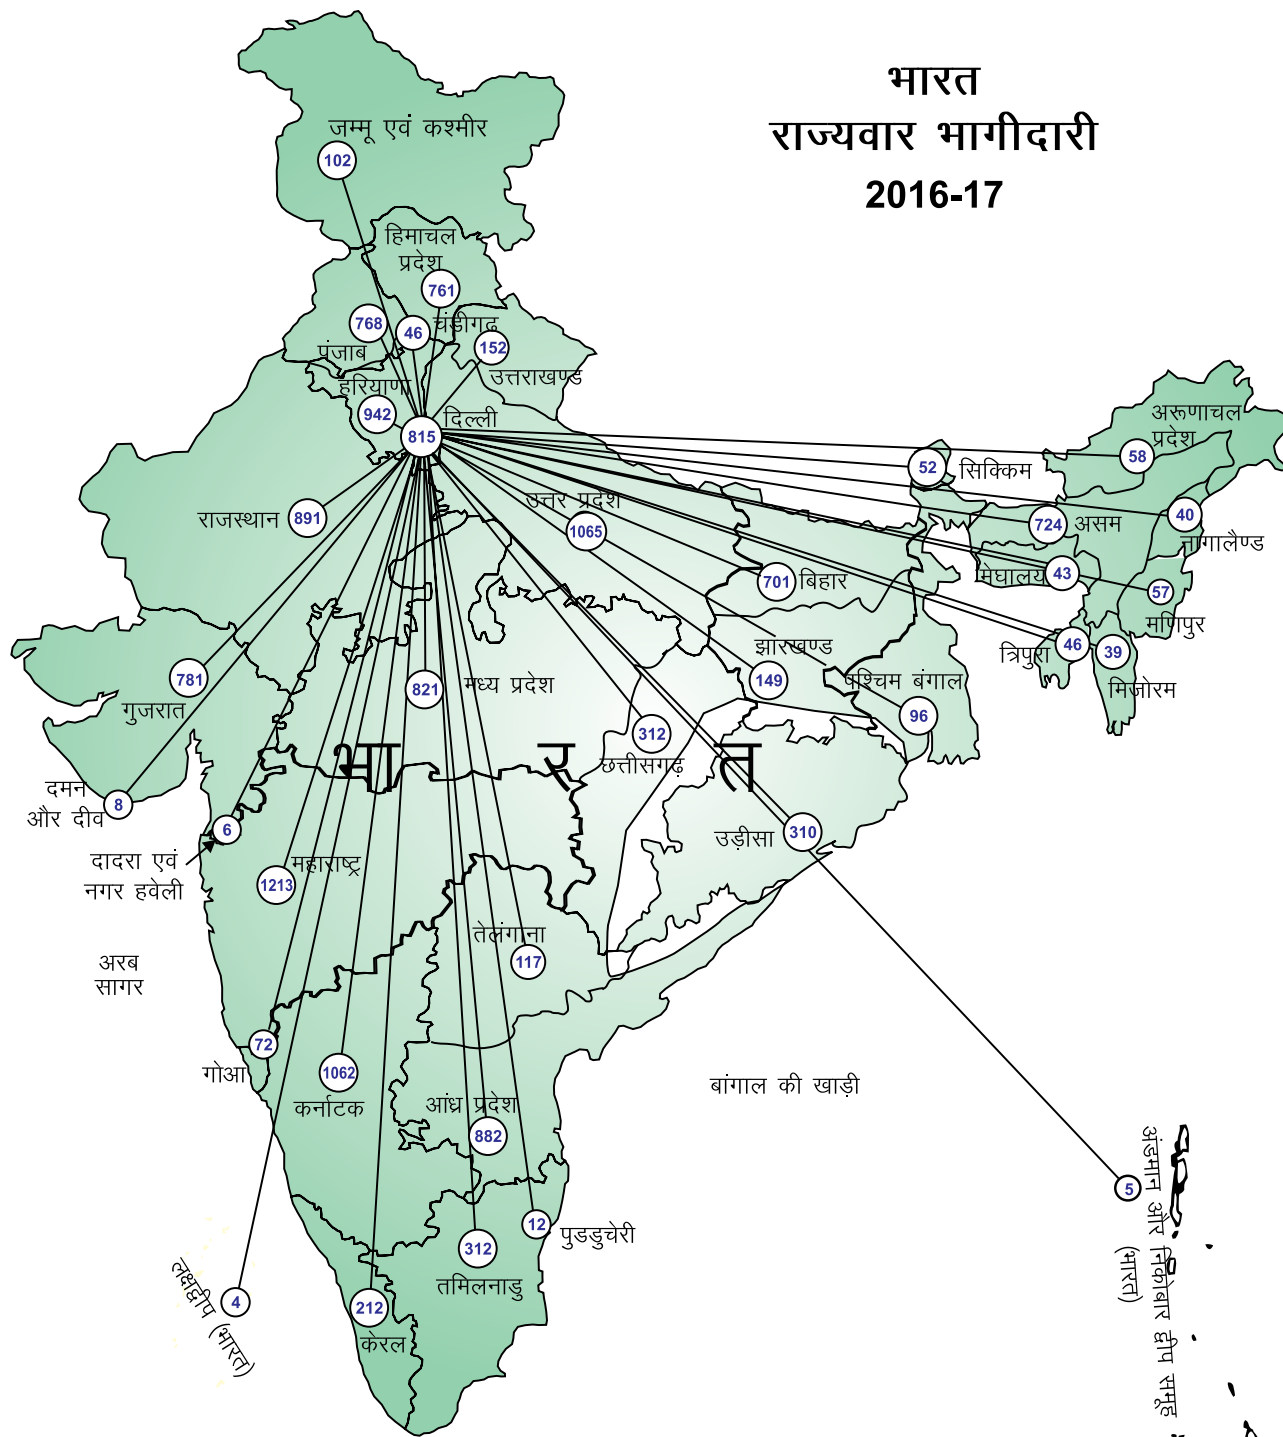 भारत
राज्यवार भागीदारी
2016-17
जम्मू एवं कश्मीर
102
हिमाचल
प्रदेश
761
768
पंजाब
46
चंडीगढ़
152
उत्तराखण्ड
हरियाणा
942
दिल्ली
815
अरूणाचल
प्रदेश
58
52
सिक्किम
राजस्थान
891
उत्तर प्रदेश
1065
724
असम
40
नागालैण्ड
701
बिहार
मेघालय
43
57
मणिपुर
झारखण्ड
149
त्रिपुरा
46
39
मिजोरम
781
गुजरात
821
मध्य प्रदेश
पश्चिम बंगाल
96
312
छत्तीसगढ़
भा र त
दमन
और दीव
8
6
दादरा एवं
नगर हवेली
महाराष्ट्र
1213
उड़ीसा
310
तेलंगाना
117
अरब
सागर
72
गोआ
1062
कर्नाटक
आंध्र प्रदेश
882
बांगाल की खाड़ी
5
अंडमान और निकोबार द्वीप समूह
(भारत)
12
पुडडुचेरी
312
तमिलनाडु
लक्षद्वीप (भारत)
4
212
केरल